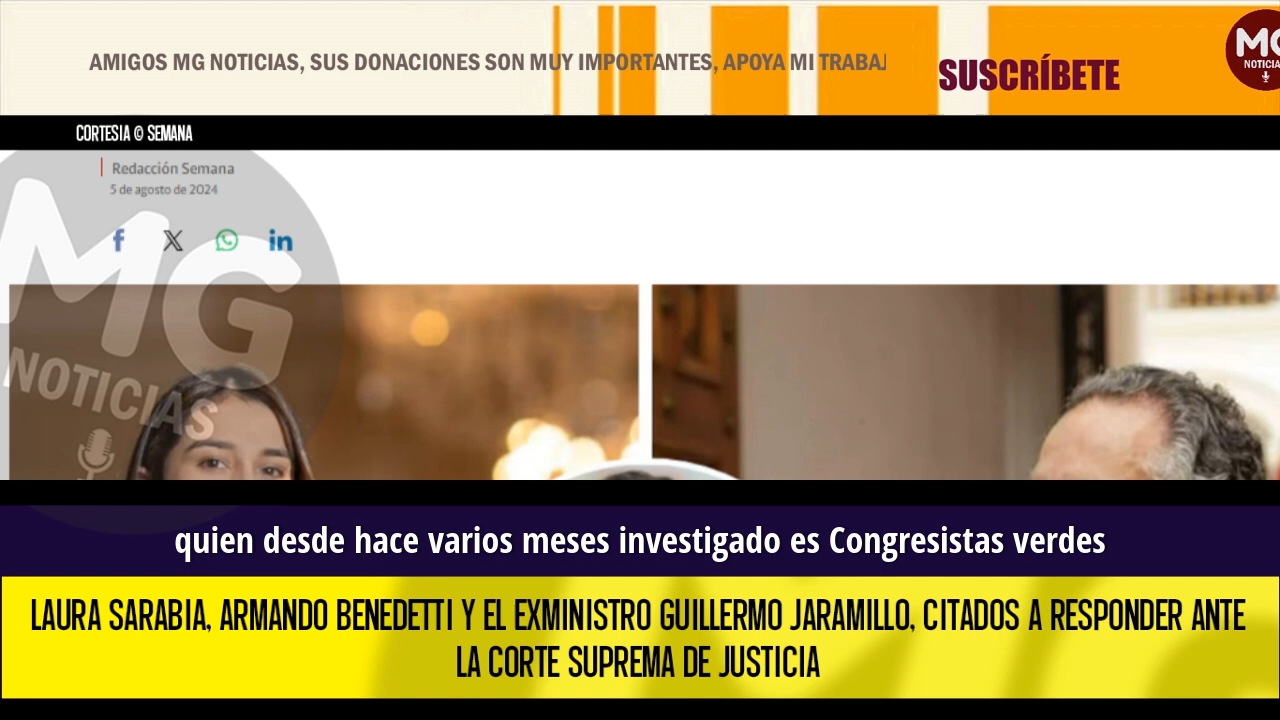 AMIGOS MG NOTICIAS, SUS DONACIONES SON MUY IMPORTANTES, APOYA MI
SUSCRÍBETE
MG
NOTICIA
CORTESIA © SEMANA
Redacción Semana
5 de agosto de 2024
MG
NOTICIAS
quien desde hace varios meses investigado es Congresistas verdes
LAURA SARABIA, ARMANDO BENEDETTI Y EL EXMINISTRO GUILLERMO JARAMILLO, CITADOS A RESPONDER ANTE
LA CORTE SUPREMA DE JUSTICIA